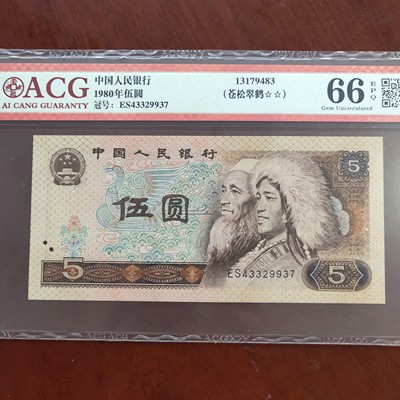 ACG
AI CANG GUARANTY
中国人民银行
1980年伍圆
冠号: ES43329937
13179483
(苍松翠鹤☆☆)
66 EPQ
Gem Uncirculated
中国人民银行
伍圆
5
5
5
ES43329937